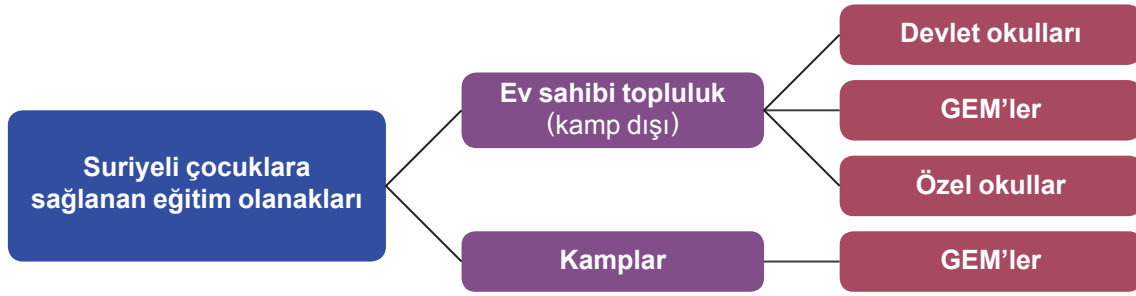 Suriyeli çocuklara
sağlanan eğitim olanakları
Ev sahibi topluluk
(kamp dışı)
Devlet okulları
GEM’ler
Özel okullar
Kamplar
GEM’ler